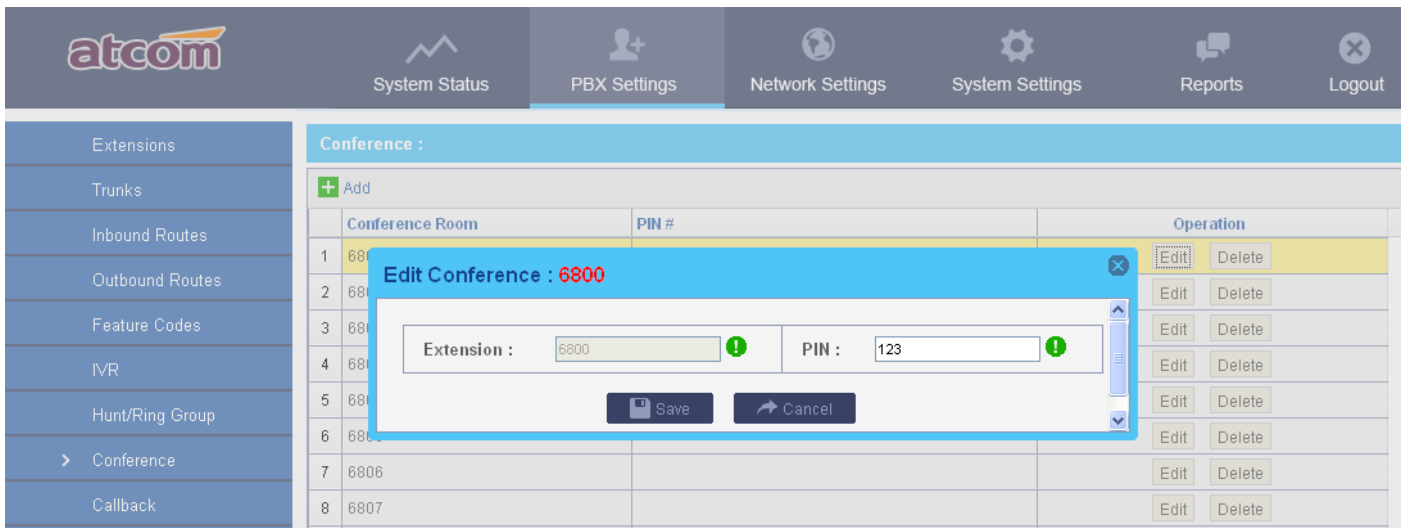 atcom
System Status
PBX Settings
Network Settings
System Settings
Reports
Logout
Extensions
Trunks
Inbound Routes
Outbound Routes
Feature Codes
IVR
Hunt/Ring Group
Conference
Callback
Conference :
Add
Conference Room PIN # Operation
1 Edit Delete
2 Edit Delete
3 Edit Delete
4 Edit Delete
5 Edit Delete
6 Edit Delete
7 6806 Edit Delete
8 6807 Edit Delete
Edit Conference : 6800
Extension : 6800 PIN : 123
Save Cancel